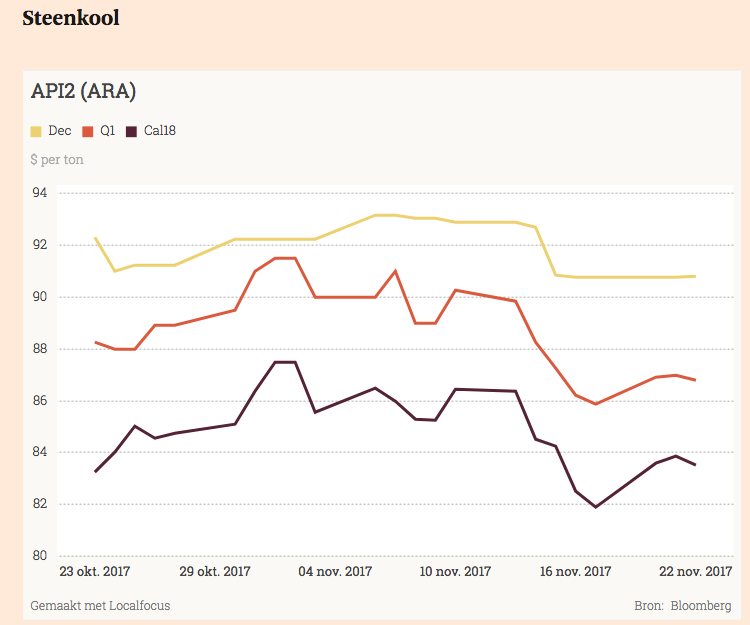 Steenkool
API2 (ARA)
Dec Q1 Cal18
$ per ton
94
92
90
88
86
84
82
80
23 okt. 2017 29 okt. 2017 04 nov. 2017 10 nov. 2017 16 nov. 2017 22 nov. 2017
Gemaakt met Localfocus Bron: Bloomberg